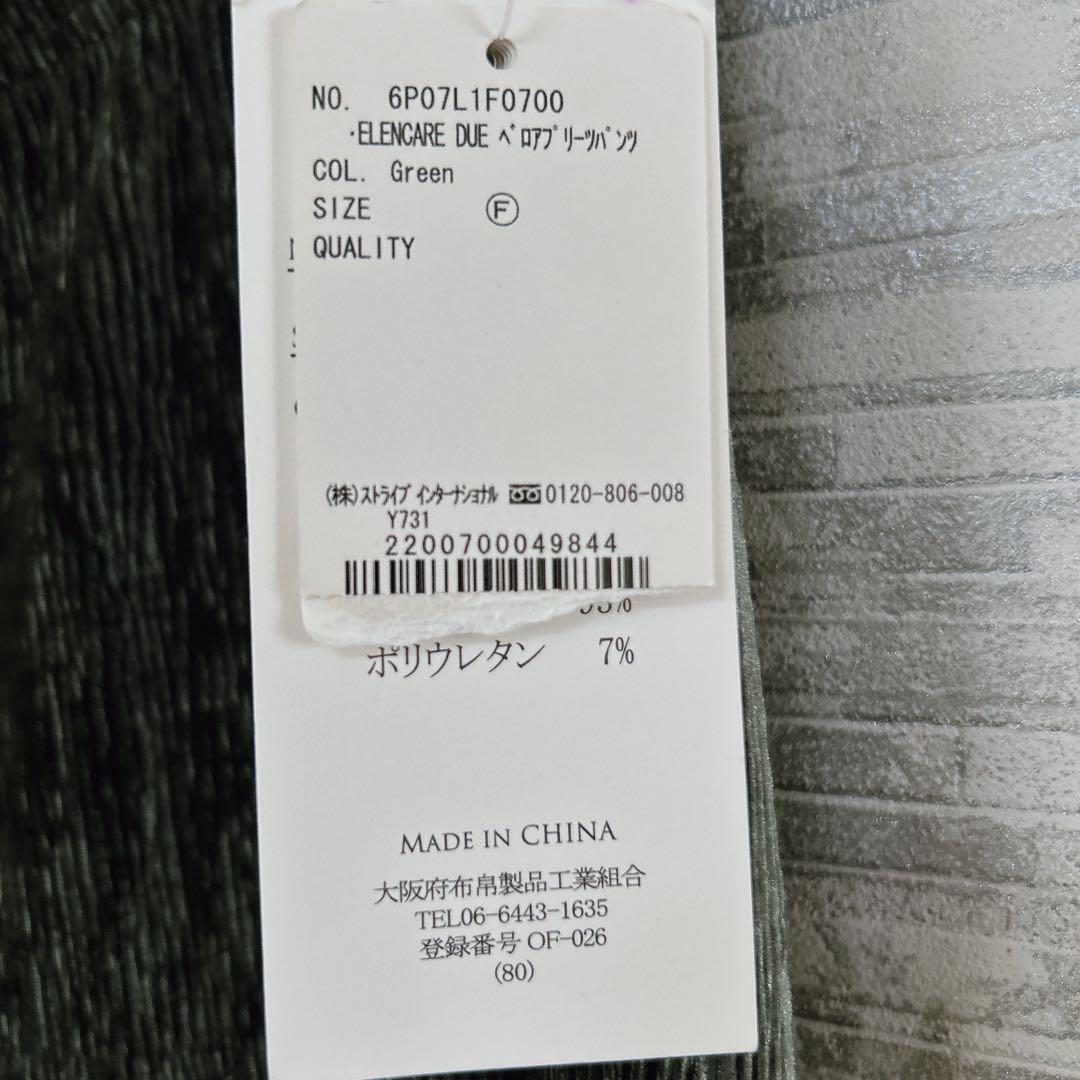 NO. 6P07L1F0700
・ELENCARE DUE ﾍﾞﾛｱﾌﾟﾘｰﾂﾊﾟﾝﾂ
COL. Green
SIZE Ⓕ
QUALITY
(株)ｽﾄﾗｲﾌﾟ ｲﾝﾀｰﾅｼｮﾅﾙ 0120-806-008
Y731
2200700049844
ポリウレタン 7%
MADE IN CHINA
大阪府布帛製品工業組合
TEL06-6443-1635
登録番号 OF-026
(80)